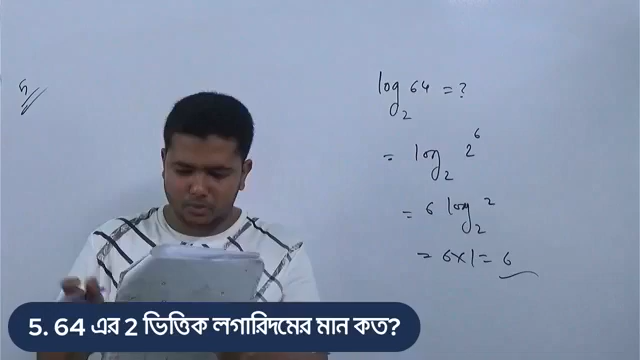 5
log₂ 64 = ?
= log₂ 2⁶
= 6 log₂ 2
= 6×1 = 6
5. 64 এর 2 ভিত্তিক লগারিদমের মান কত?